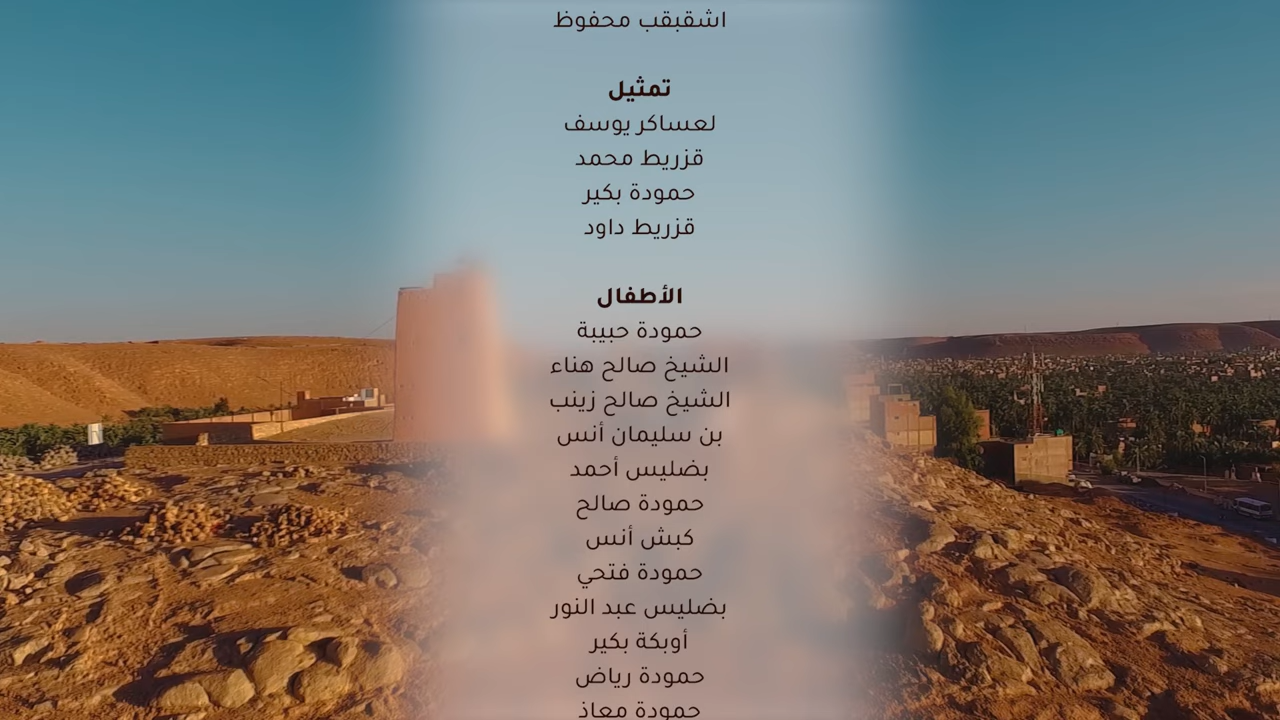 اشقبقب محفوظ
تمثيل
لعساكر يوسف
قزريط محمد
حمودة بكير
قزريط داود
الأطفال
حمودة حبيبة
الشيخ صالح هناء
الشيخ صالح زينب
بن سليمان أنس
بضليس أحمد
حمودة صالح
كبش أنس
حمودة فتحي
بضليس عبد النور
أوبكة بكير
حمودة رياض
حمودة معاذ